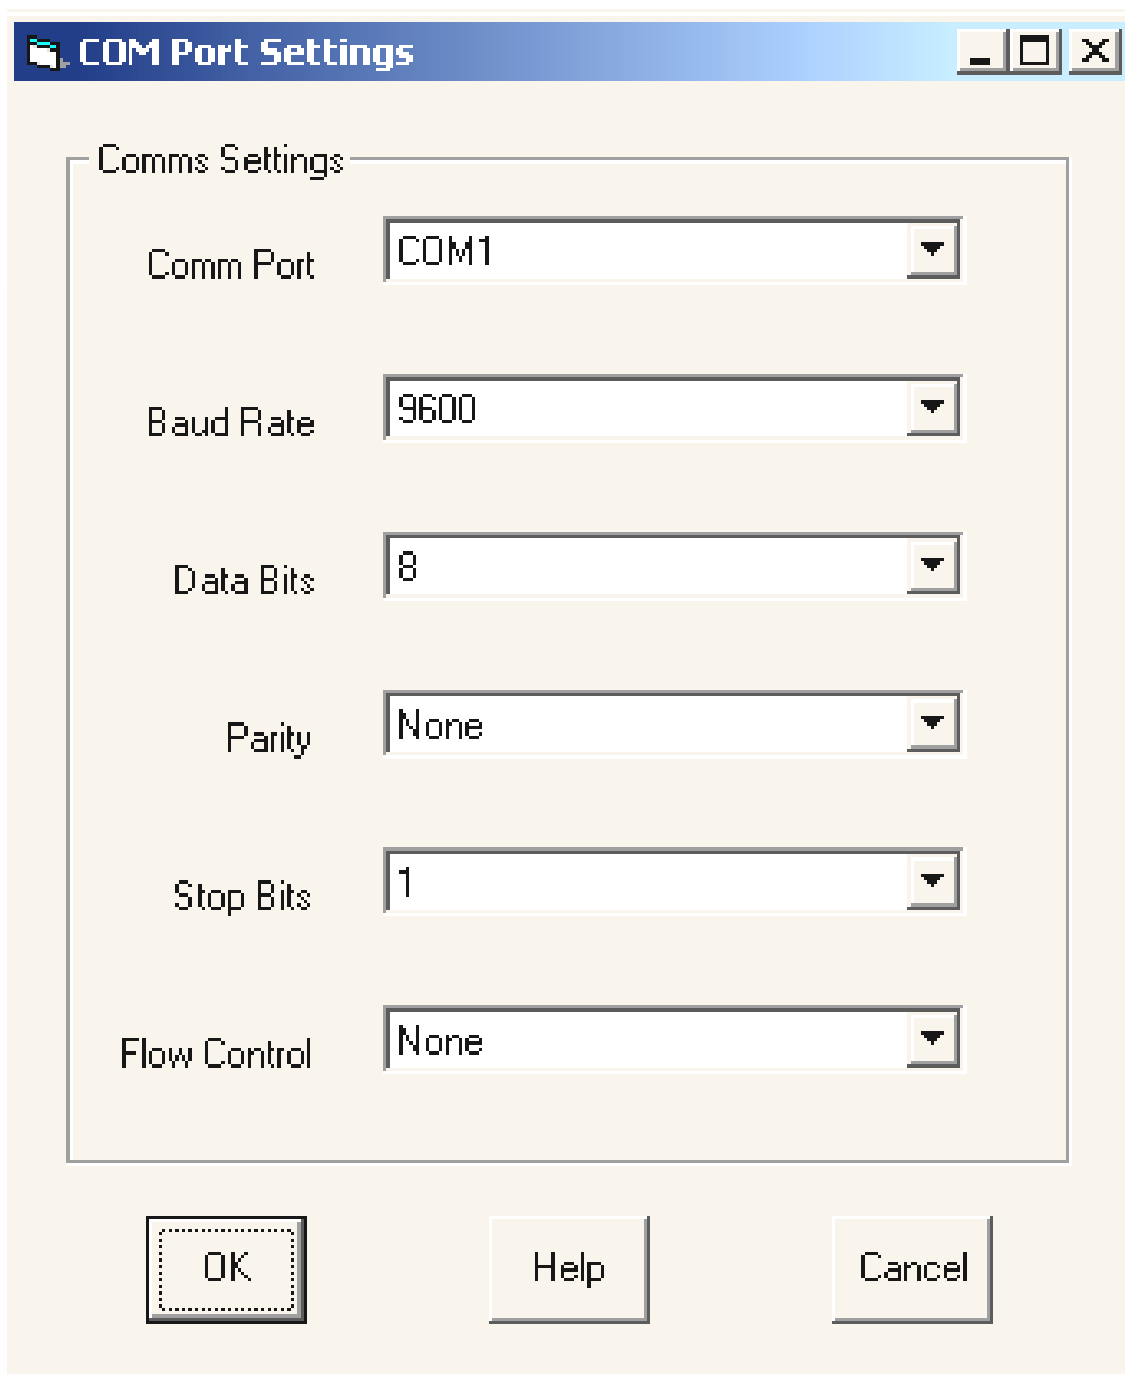 COM Port Settings
Comms Settings
Comm Port COM1
Baud Rate 9600
Data Bits 8
Parity None
Stop Bits 1
Flow Control None
OK Help Cancel